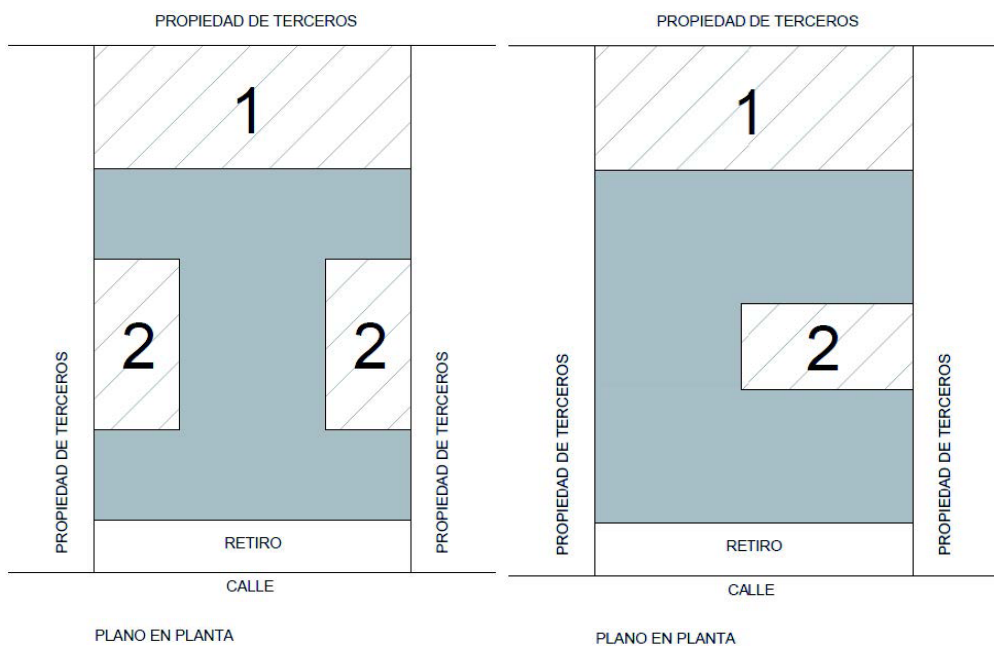 PROPIEDAD DE TERCEROS
1
2
2
PROPIEDAD DE TERCEROS
PROPIEDAD DE TERCEROS
RETIRO
CALLE
PLANO EN PLANTA
PROPIEDAD DE TERCEROS
1
2
PROPIEDAD DE TERCEROS
PROPIEDAD DE TERCEROS
RETIRO
CALLE
PLANO EN PLANTA